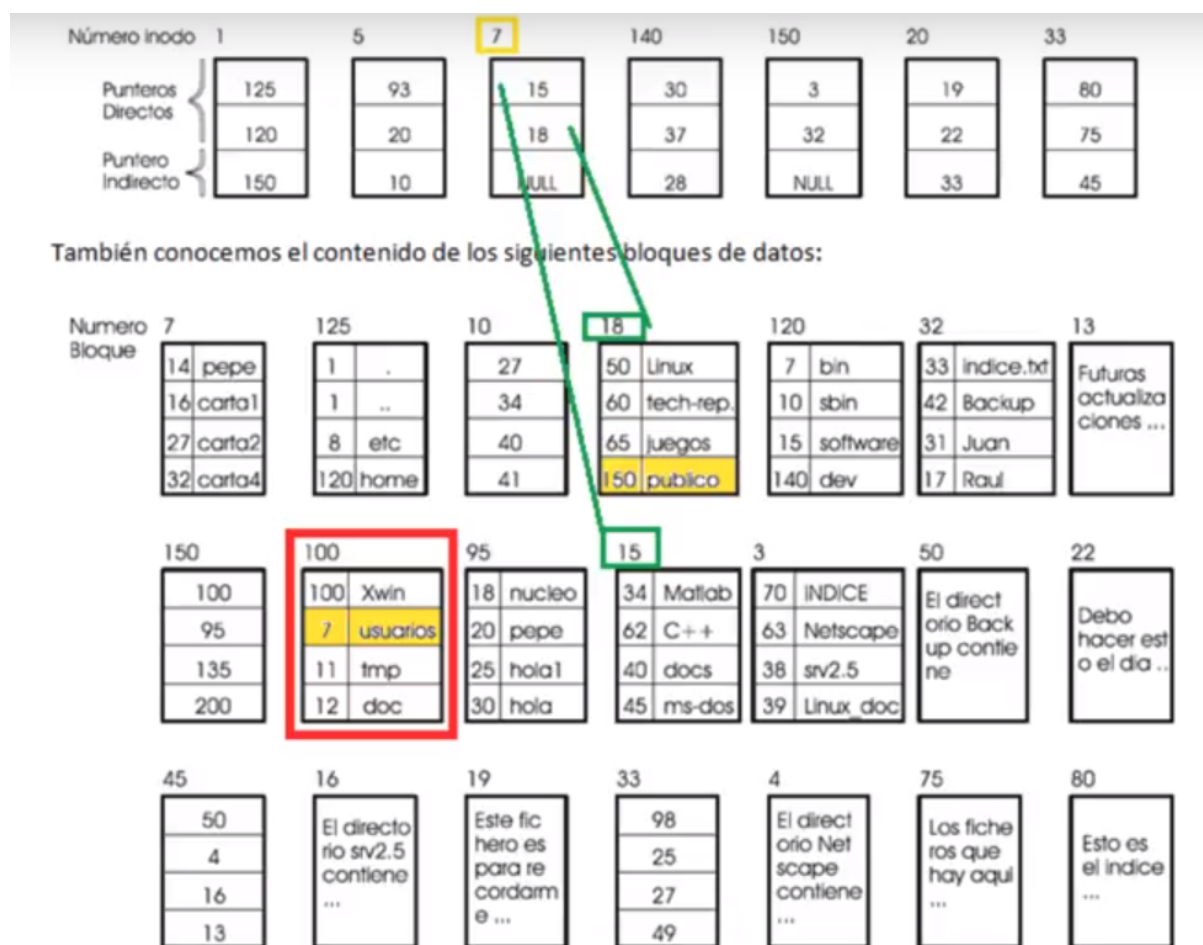 Número Inodo 1 5 7 140 150 20 33
Punteros Directos 125 93 15 30 3 19 80
120 20 18 37 32 22 75
Puntero Indirecto 150 10 NULL 28 NULL 33 45
También conocemos el contenido de los siguientes bloques de datos:
Numero Bloque 7 125 10 18 120 32 13
14 pepe 1 . 27 50 Linux 7 bin 33 indice.txt Futuras
16 carta1 1 .. 34 60 tech-rep. 10 sbin 42 Backup actualiza
27 carta2 8 etc 40 65 juegos 15 software 31 Juan ciones ...
32 carta4 120 home 41 150 publico 140 dev 17 Raul
150 100 95 15 3 50 22
100 100 Xwin 18 nucleo 34 Matlab 70 INDICE El direct Debo
95 7 usuarios 20 pepe 62 C++ 63 Netscape orio Back hacer est
135 11 tmp 25 hola1 40 docs 38 srv2.5 up contie o el dia ..
200 12 doc 30 hola 45 ms-dos 39 Linux_doc ne
45 16 19 33 4 75 80
50 El directo Este fic 98 El direct Los fiche Esto es
4 rio srv2.5 hero es 25 orio Net ros que el indice
16 contiene para re 27 scape hay aqui ...
13 ... cordarm 49 contiene ...
e ... ...